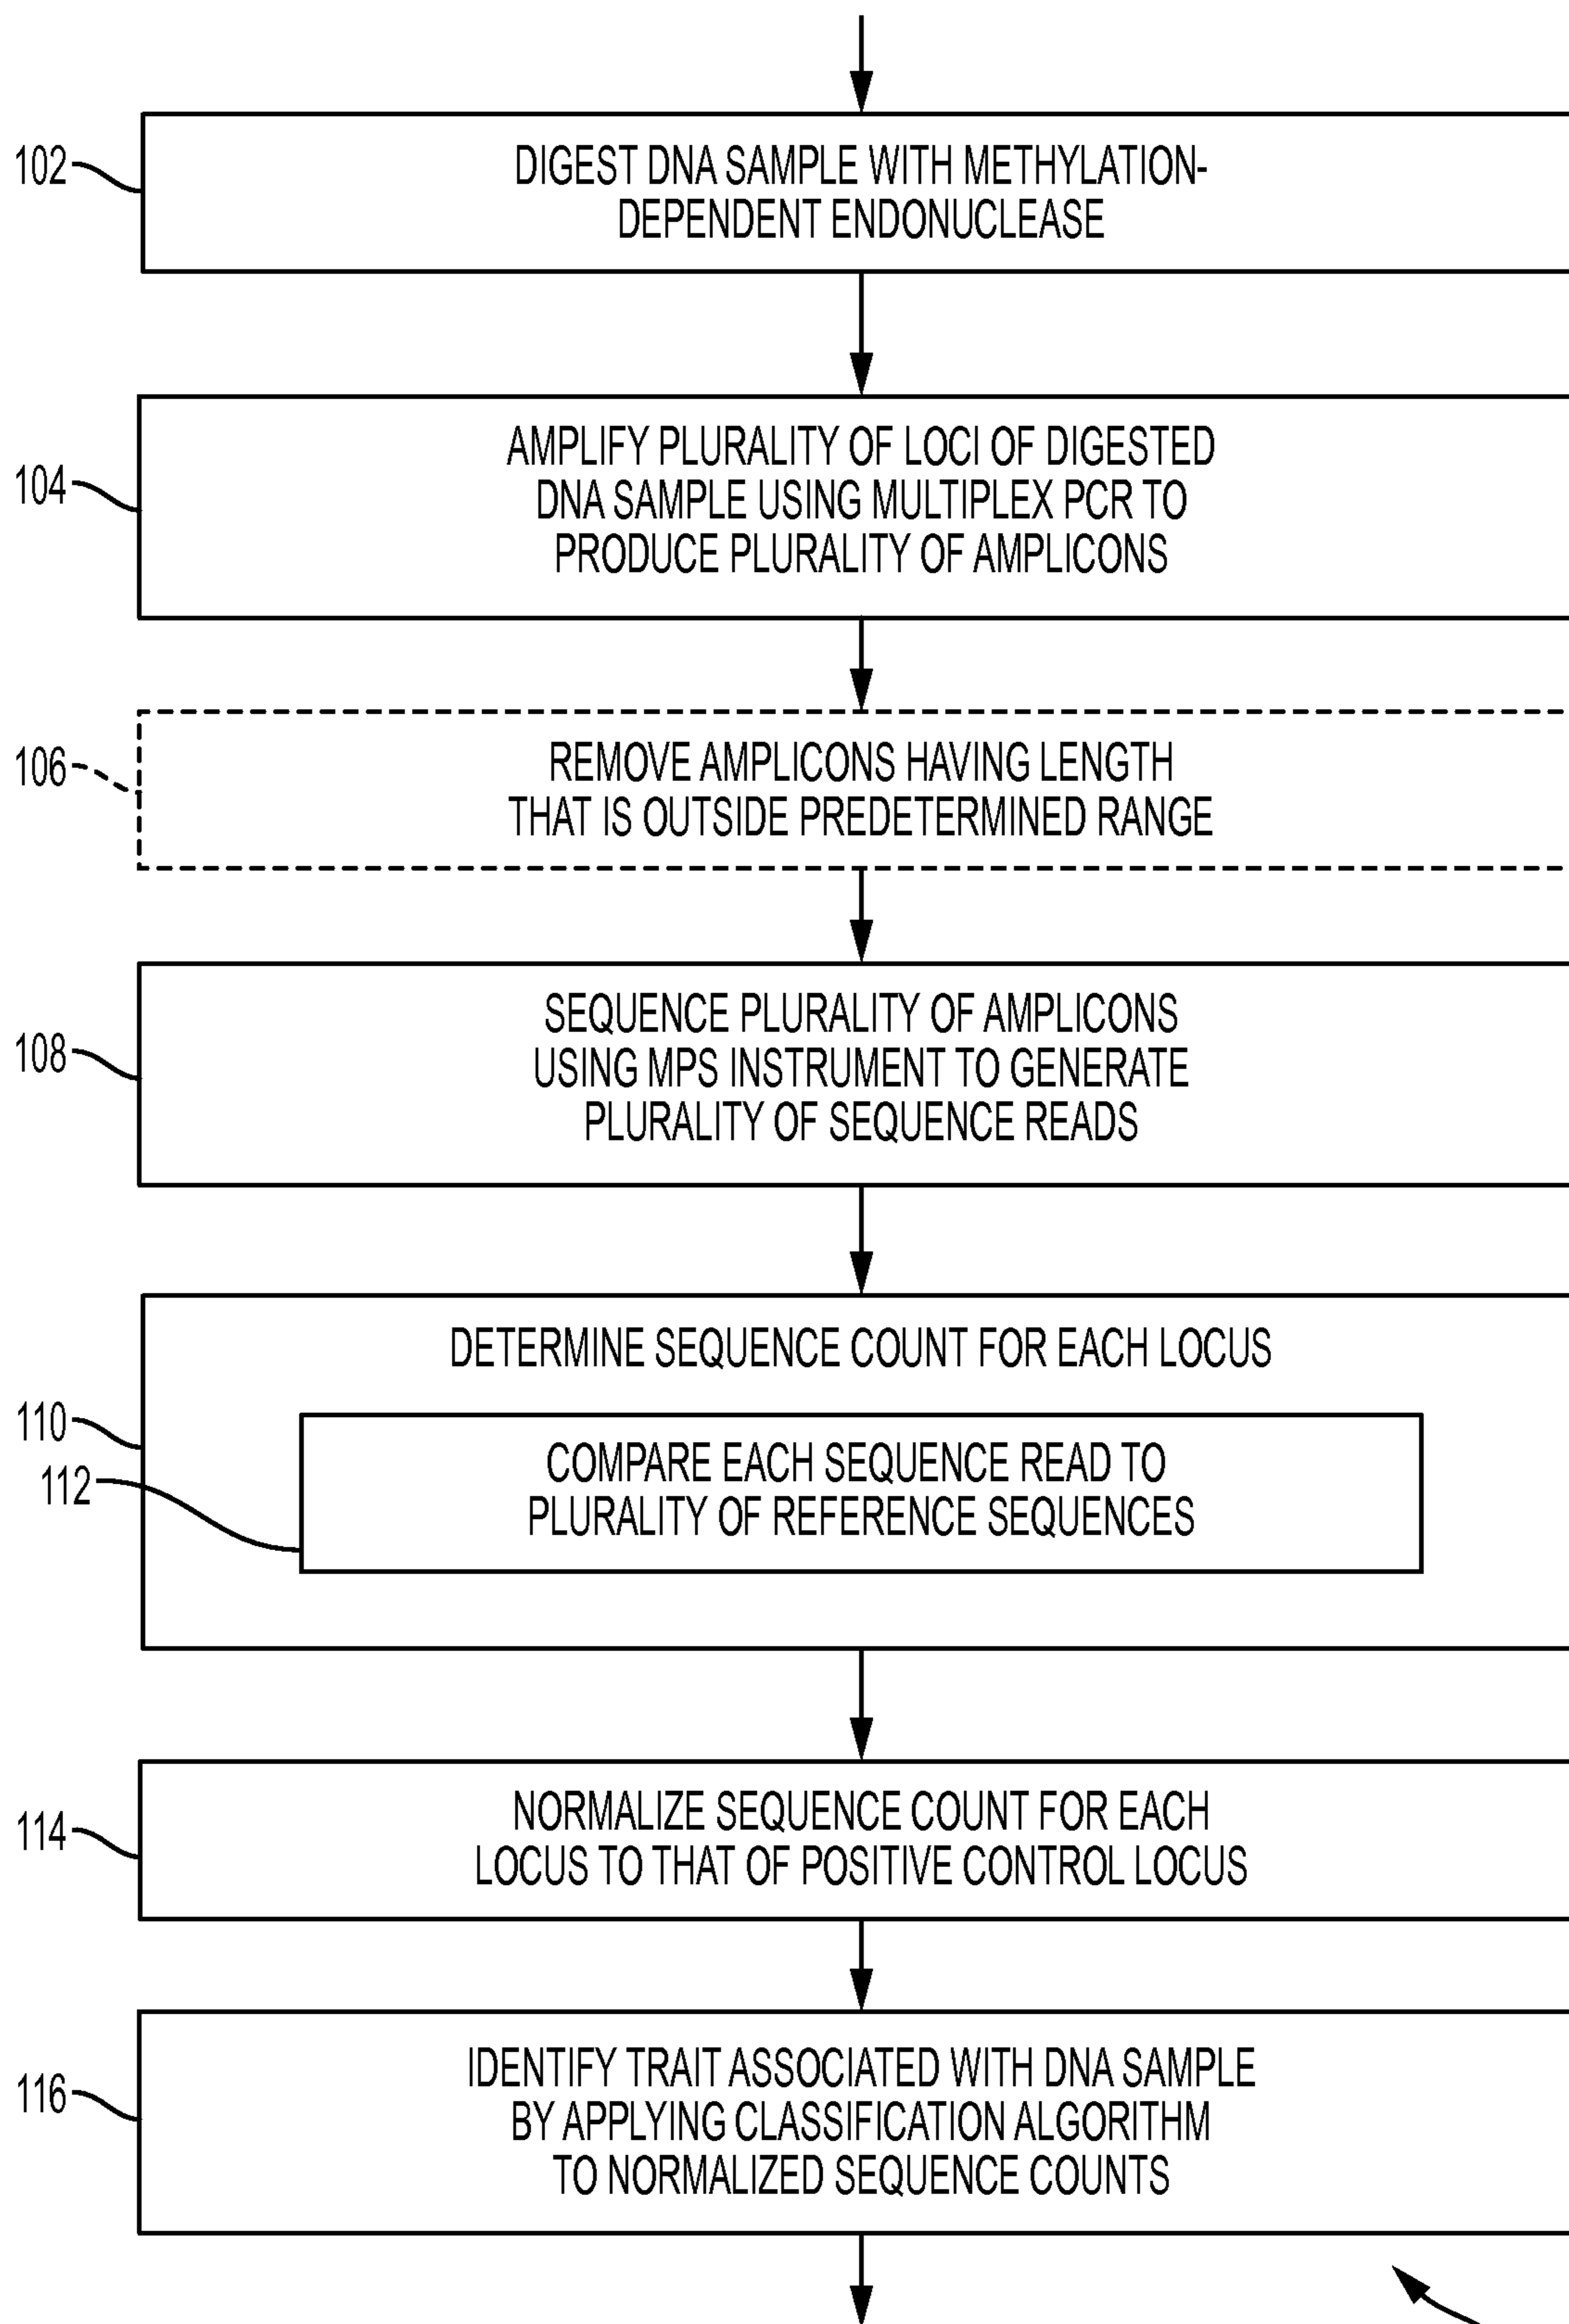 102
DIGEST DNA SAMPLE WITH METHYLATION-
DEPENDENT ENDONUCLEASE
104
AMPLIFY PLURALITY OF LOCI OF DIGESTED
DNA SAMPLE USING MULTIPLEX PCR TO
PRODUCE PLURALITY OF AMPLICONS
106
REMOVE AMPLICONS HAVING LENGTH
THAT IS OUTSIDE PREDETERMINED RANGE
108
SEQUENCE PLURALITY OF AMPLICONS
USING MPS INSTRUMENT TO GENERATE
PLURALITY OF SEQUENCE READS
110
DETERMINE SEQUENCE COUNT FOR EACH LOCUS
112
COMPARE EACH SEQUENCE READ TO
PLURALITY OF REFERENCE SEQUENCES
114
NORMALIZE SEQUENCE COUNT FOR EACH
LOCUS TO THAT OF POSITIVE CONTROL LOCUS
116
IDENTIFY TRAIT ASSOCIATED WITH DNA SAMPLE
BY APPLYING CLASSIFICATION ALGORITHM
TO NORMALIZED SEQUENCE COUNTS